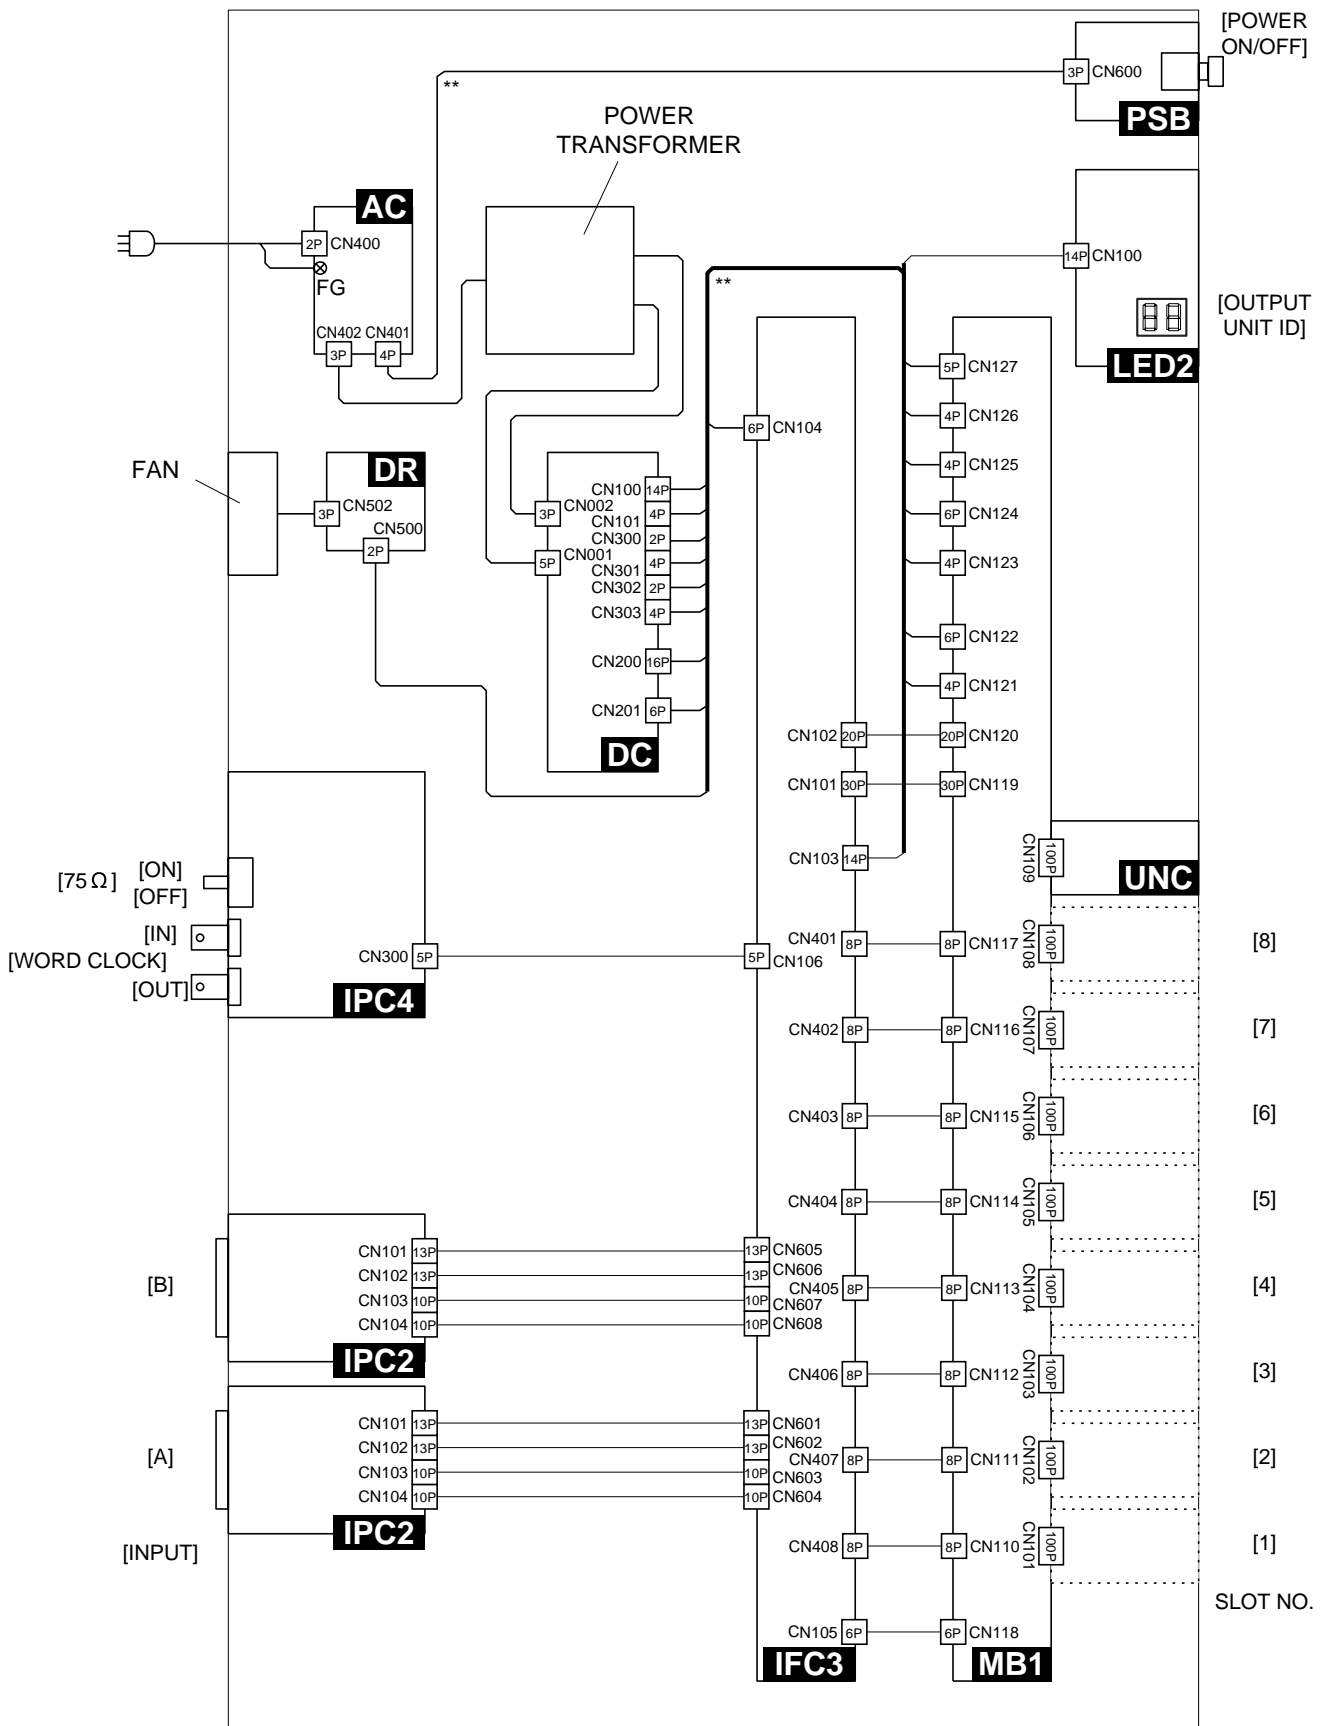 [POWER
ON/OFF]
3P CN600
**
PSB
POWER
TRANSFORMER
AC
2P CN400
FG
CN402 CN401
3P 4P
14P CN100
**
[OUTPUT
UNIT ID]
LED2
5P CN127
4P CN126
6P CN104
4P CN125
FAN
DR
3P CN502
CN500
2P
CN100 14P
3P CN002
CN101 4P
CN300 2P
5P CN001
CN301 4P
CN302 2P
CN303 4P
CN200 16P
CN201 6P
DC
6P CN124
4P CN123
6P CN122
4P CN121
CN102 20P
20P CN120
CN101 30P
30P CN119
CN103 14P
CN109 100P
UNC
[75Ω] [ON]
[OFF]
[IN]
[WORD CLOCK]
[OUT]
CN300 5P
IPC4
5P CN106
CN401 8P
8P CN117
CN108 100P
[8]
CN402 8P
8P CN116
CN107 100P
[7]
CN403 8P
8P CN115
CN106 100P
[6]
CN404 8P
8P CN114
CN105 100P
[5]
[B]
CN101 13P
CN102 13P
CN103 10P
CN104 10P
IPC2
13P CN605
13P CN606
10P CN607
10P CN608
CN405 8P
8P CN113
CN104 100P
[4]
CN406 8P
8P CN112
CN103 100P
[3]
[A]
CN101 13P
CN102 13P
CN103 10P
CN104 10P
IPC2
[INPUT]
13P CN601
13P CN602
10P CN603
10P CN604
CN407 8P
8P CN111
CN102 100P
[2]
CN408 8P
8P CN110
CN101 100P
[1]
SLOT NO.
CN105 6P
6P CN118
IFC3
MB1